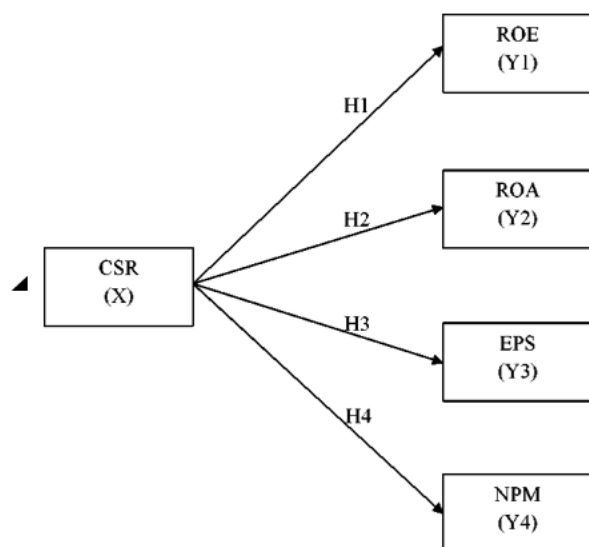 ROE
(Y1)
H1
ROA
(Y2)
H2
CSR
(X)
H3
EPS
(Y3)
H4
NPM
(Y4)